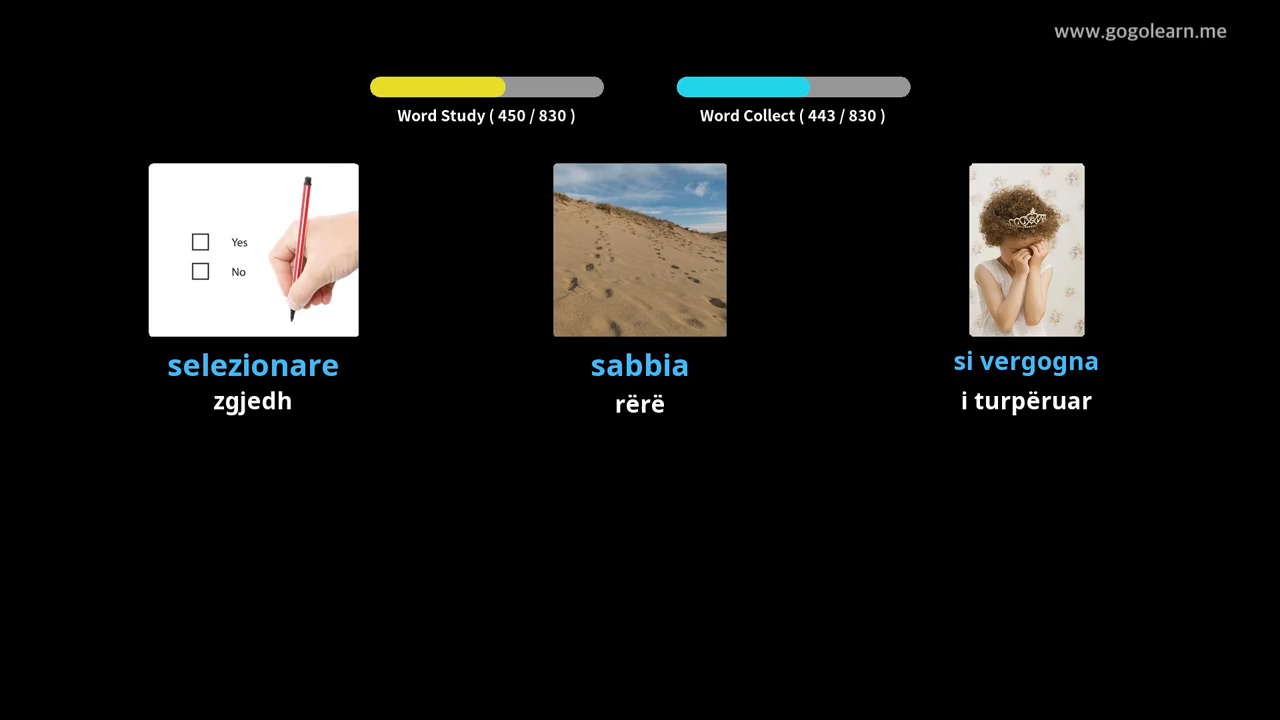 www.gogolearn.me
Word Study ( 450 / 830 )
Word Collect ( 443 / 830 )
Yes
No
selezionare
zgjedh
sabbia
rërë
si vergogna
i turpëruar